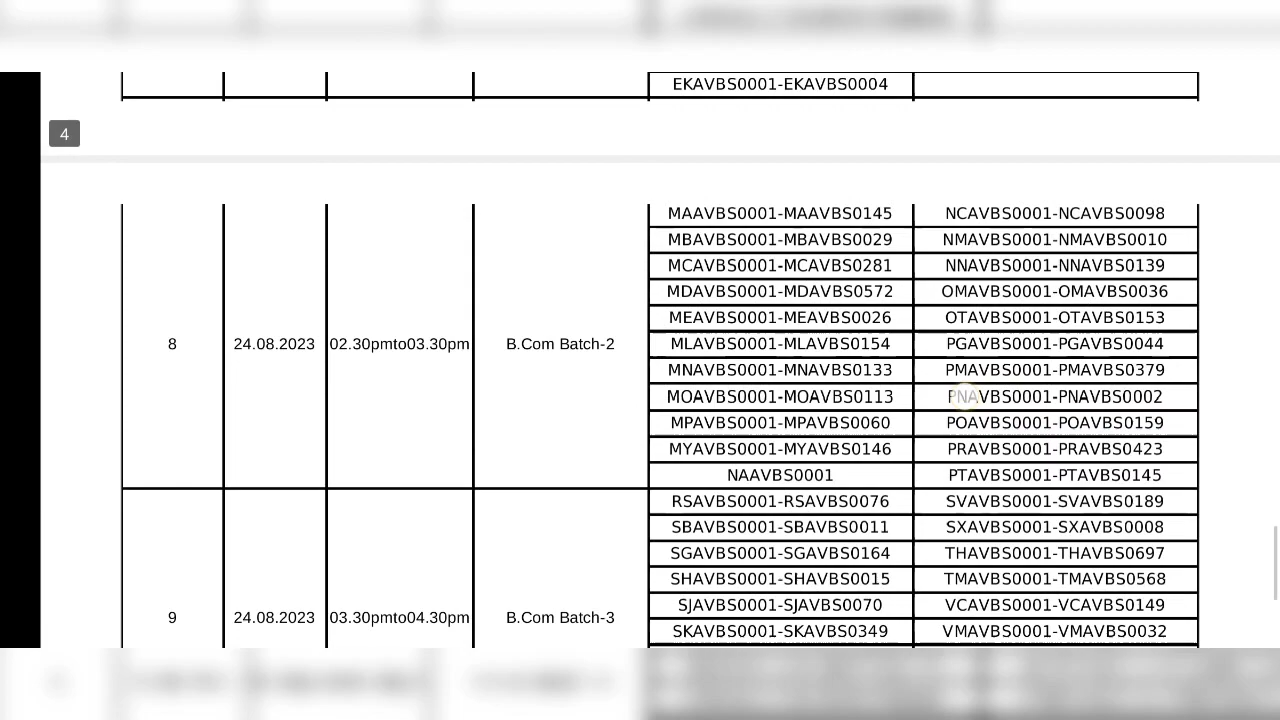 EKAVBS0001-EKAVBS0004
4
MAAVBS0001-MAAVBS0145 NCAVBS0001-NCAVBS0098
MBAVBS0001-MBAVBS0029 NMAVBS0001-NMAVBS0010
MCAVBS0001-MCAVBS0281 NNAVBS0001-NNAVBS0139
MDAVBS0001-MDAVBS0572 OMAVBS0001-OMAVBS0036
MEAVBS0001-MEAVBS0026 OTAVBS0001-OTAVBS0153
8 24.08.2023 02.30pmto03.30pm B.Com Batch-2 MLAVBS0001-MLAVBS0154 PGAVBS0001-PGAVBS0044
MNAVBS0001-MNAVBS0133 PMAVBS0001-PMAVBS0379
MOAVBS0001-MOAVBS0113 PNAVBS0001-PNAVBS0002
MPAVBS0001-MPAVBS0060 POAVBS0001-POAVBS0159
MYAVBS0001-MYAVBS0146 PRAVBS0001-PRAVBS0423
NAAVBS0001 PTAVBS0001-PTAVBS0145
RSAVBS0001-RSAVBS0076 SVAVBS0001-SVAVBS0189
SBAVBS0001-SBAVBS0011 SXAVBS0001-SXAVBS0008
SGAVBS0001-SGAVBS0164 THAVBS0001-THAVBS0697
SHAVBS0001-SHAVBS0015 TMAVBS0001-TMAVBS0568
SJAVBS0001-SJAVBS0070 VCAVBS0001-VCAVBS0149
9 24.08.2023 03.30pmto04.30pm B.Com Batch-3 SKAVBS0001-SKAVBS0349 VMAVBS0001-VMAVBS0032